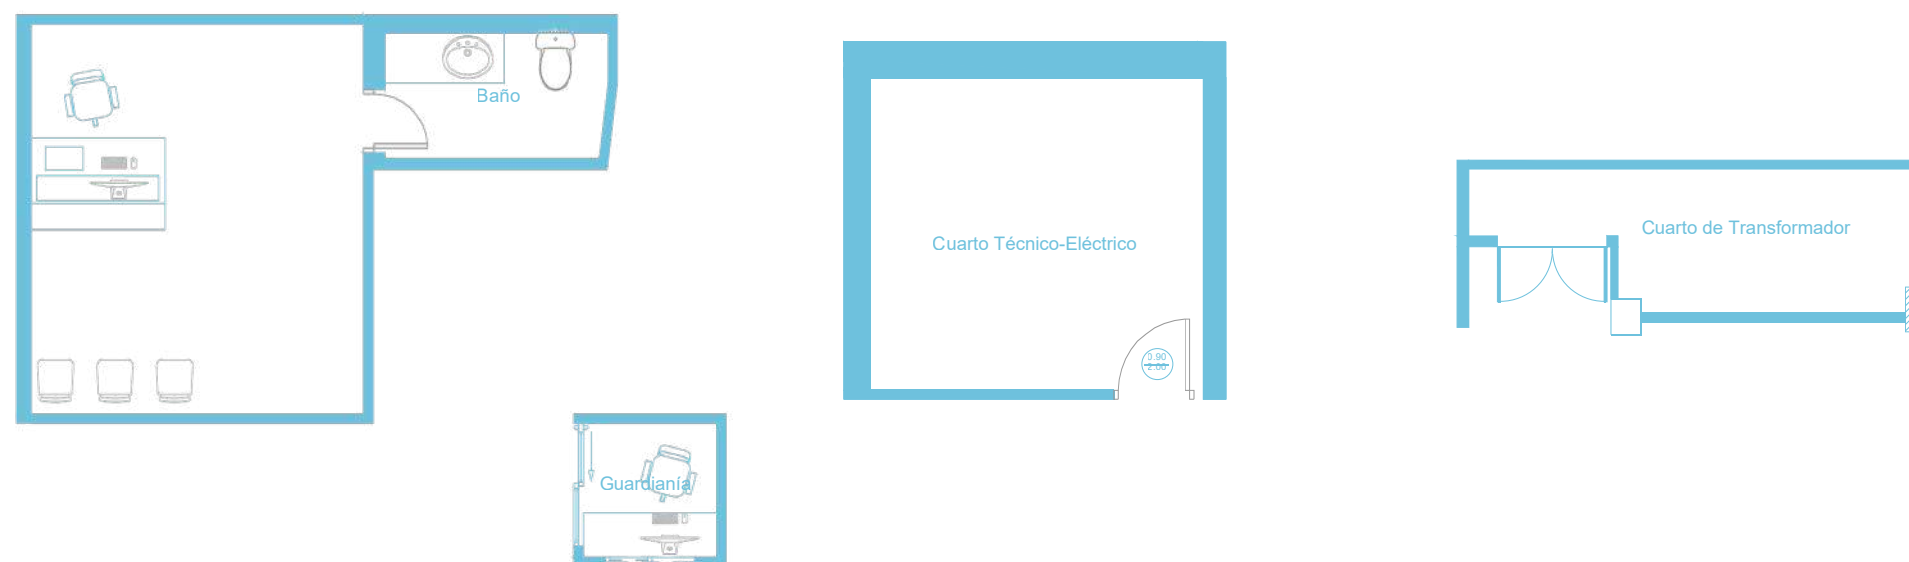 Baño
Cuarto Técnico-Eléctrico
Cuarto de Transformador
0.90
2.00
Guardianía